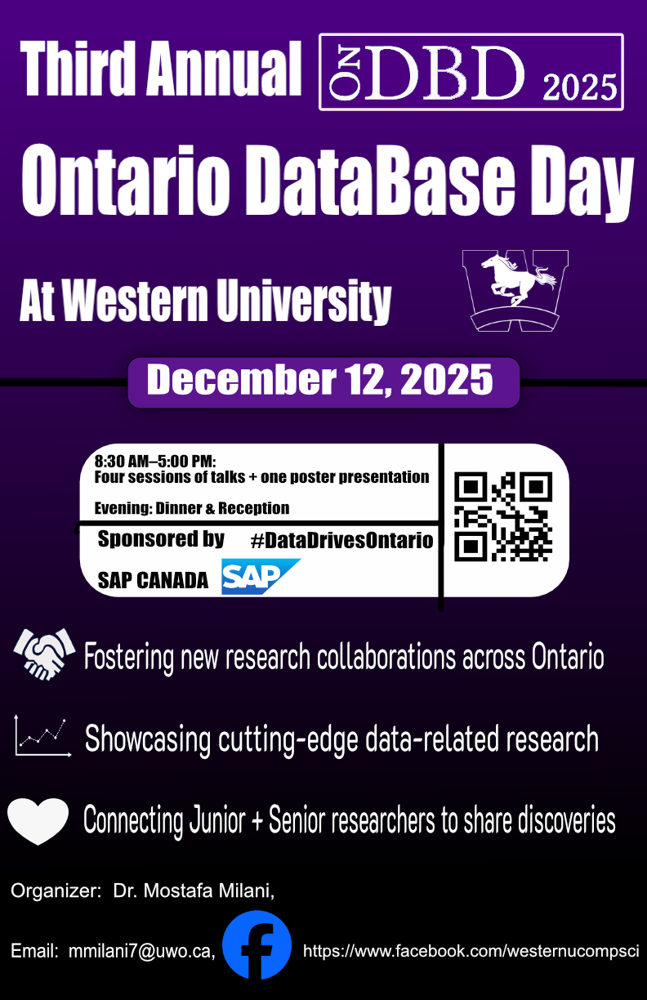 Third Annual
ON DBD 2025
Ontario DataBase Day
At Western University
W
December 12, 2025
8:30 AM–5:00 PM:
Four sessions of talks + one poster presentation
Evening: Dinner & Reception
Sponsored by #DataDrivesOntario
SAP CANADA SAP
Fostering new research collaborations across Ontario
Showcasing cutting-edge data-related research
Connecting Junior + Senior researchers to share discoveries
Organizer: Dr. Mostafa Milani,
Email: mmilani7@uwo.ca, f https://www.facebook.com/westernucompsci